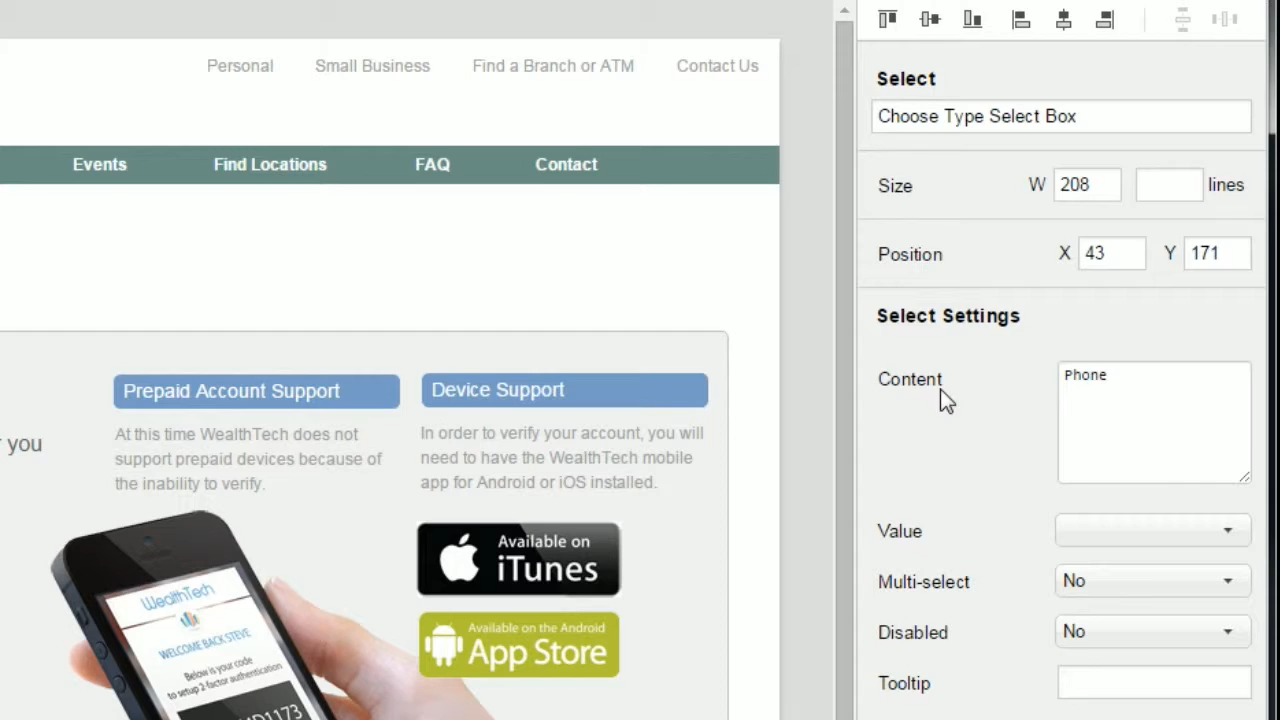 Personal Small Business Find a Branch or ATM Contact Us
Events Find Locations FAQ Contact
Prepaid Account Support
At this time WealthTech does not
support prepaid devices because of
the inability to verify.
Device Support
In order to verify your account, you will
need to have the WealthTech mobile
app for Android or iOS installed.
you
Available on
iTunes
Available on the Android
App Store
WealthTech
WELCOME BACK STEVE
Below is your code
to setup 2-factor authentication
Select
Choose Type Select Box
Size W 208 lines
Position X 43 Y 171
Select Settings
Content Phone
Value
Multi-select No
Disabled No
Tooltip